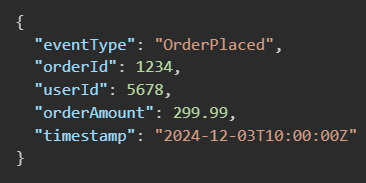 {
"eventType": "OrderPlaced",
"orderId": 1234,
"userId": 5678,
"orderAmount": 299.99,
"timestamp": "2024-12-03T10:00:00Z"
}